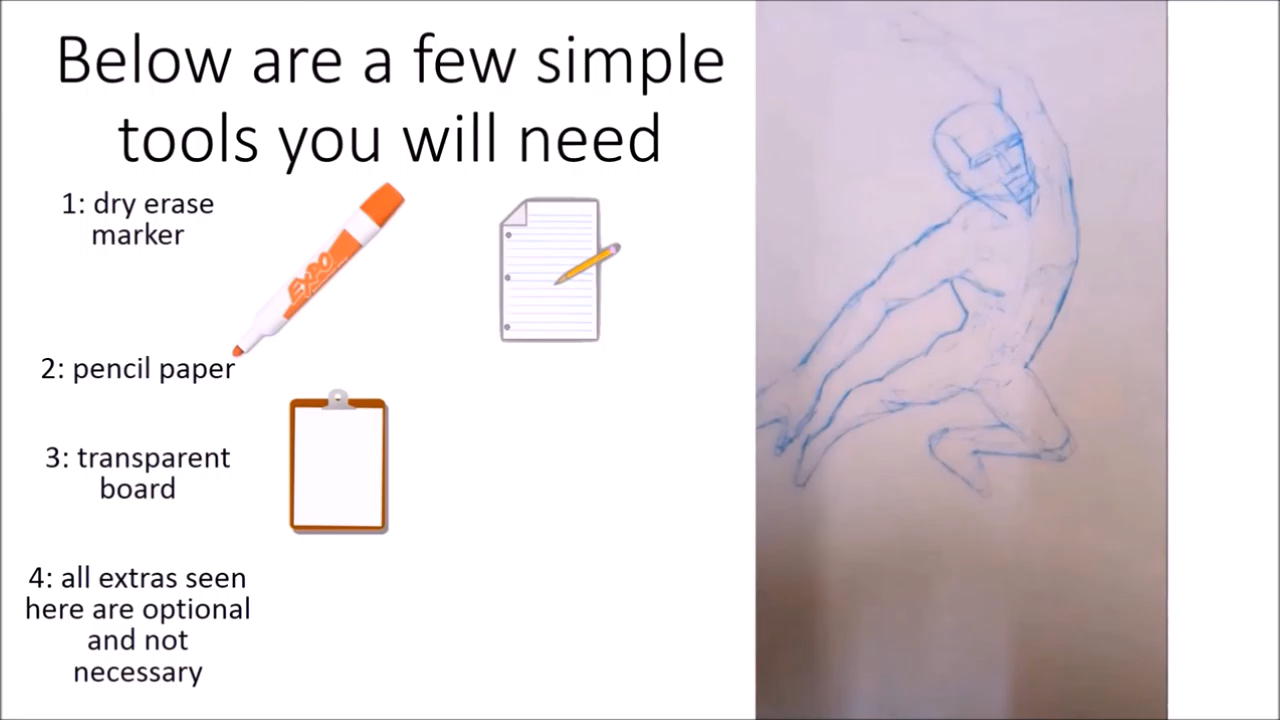 Below are a few simple
tools you will need
1: dry erase
marker
EXPO
2: pencil paper
3: transparent
board
4: all extras seen
here are optional
and not
necessary